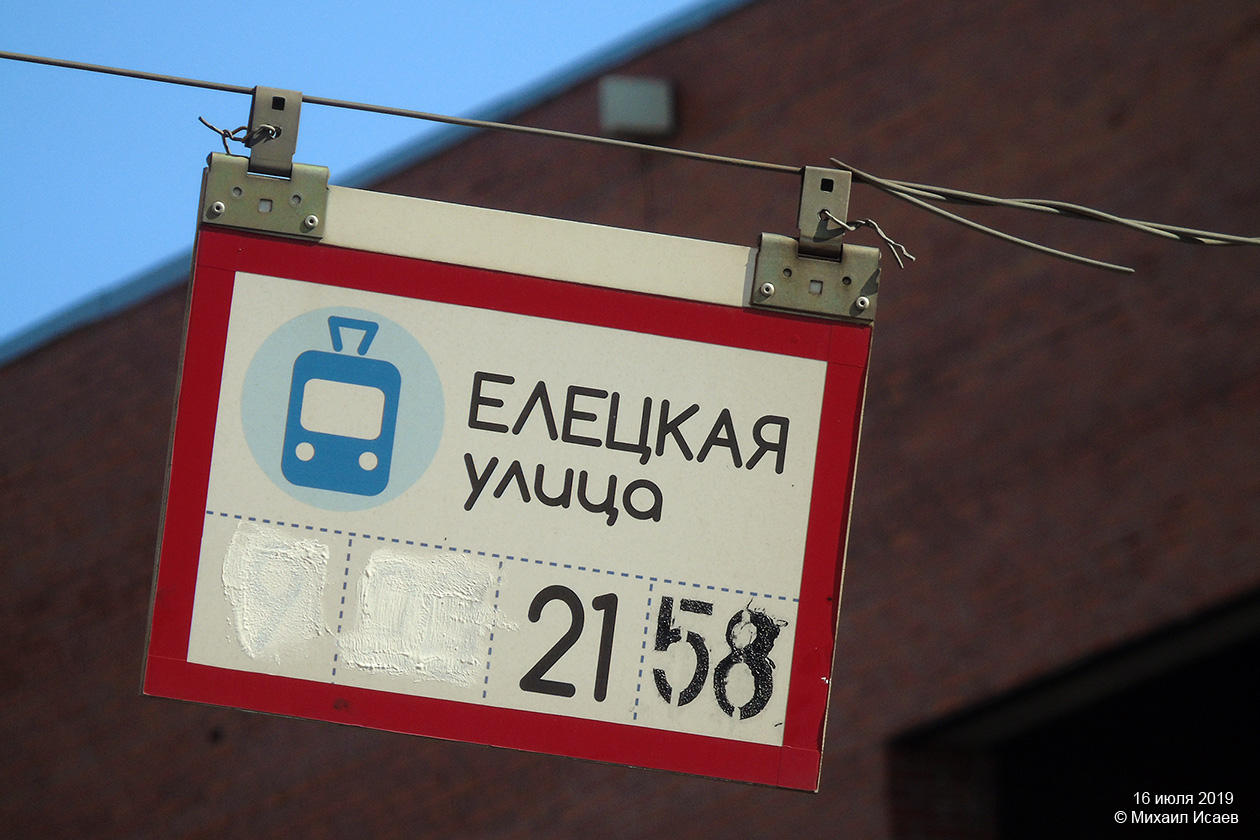 ЕЛЕЦКАЯ
улица
21 58
16 июля 2019
© Михаил Исаев